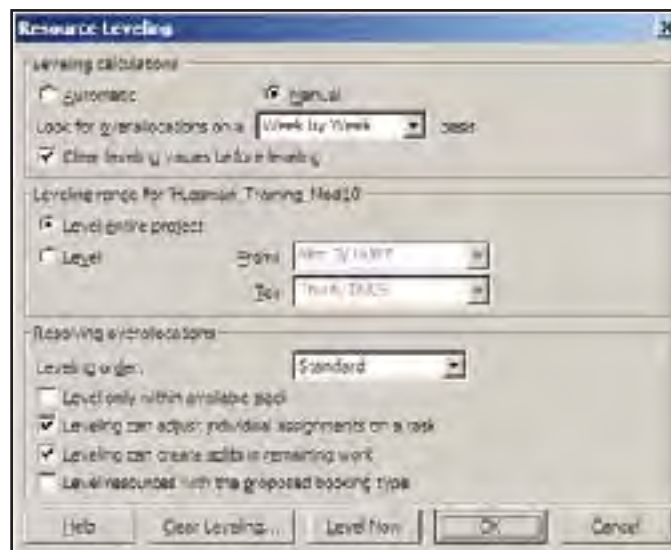 Resource Leveling
Leveling calculations
Automatic Manual
Look for overallocations on a Week by Week basis
Clear leveling values before leveling
Leveling range for
Level entire project
Level From:
To:
Resolving overallocations
Leveling order: Standard
Level only within available slack
Leveling can adjust individual assignments on a task
Leveling can create splits in remaining work
Level resources with the proposed booking type
Help Clear Leveling... Level Now OK Cancel